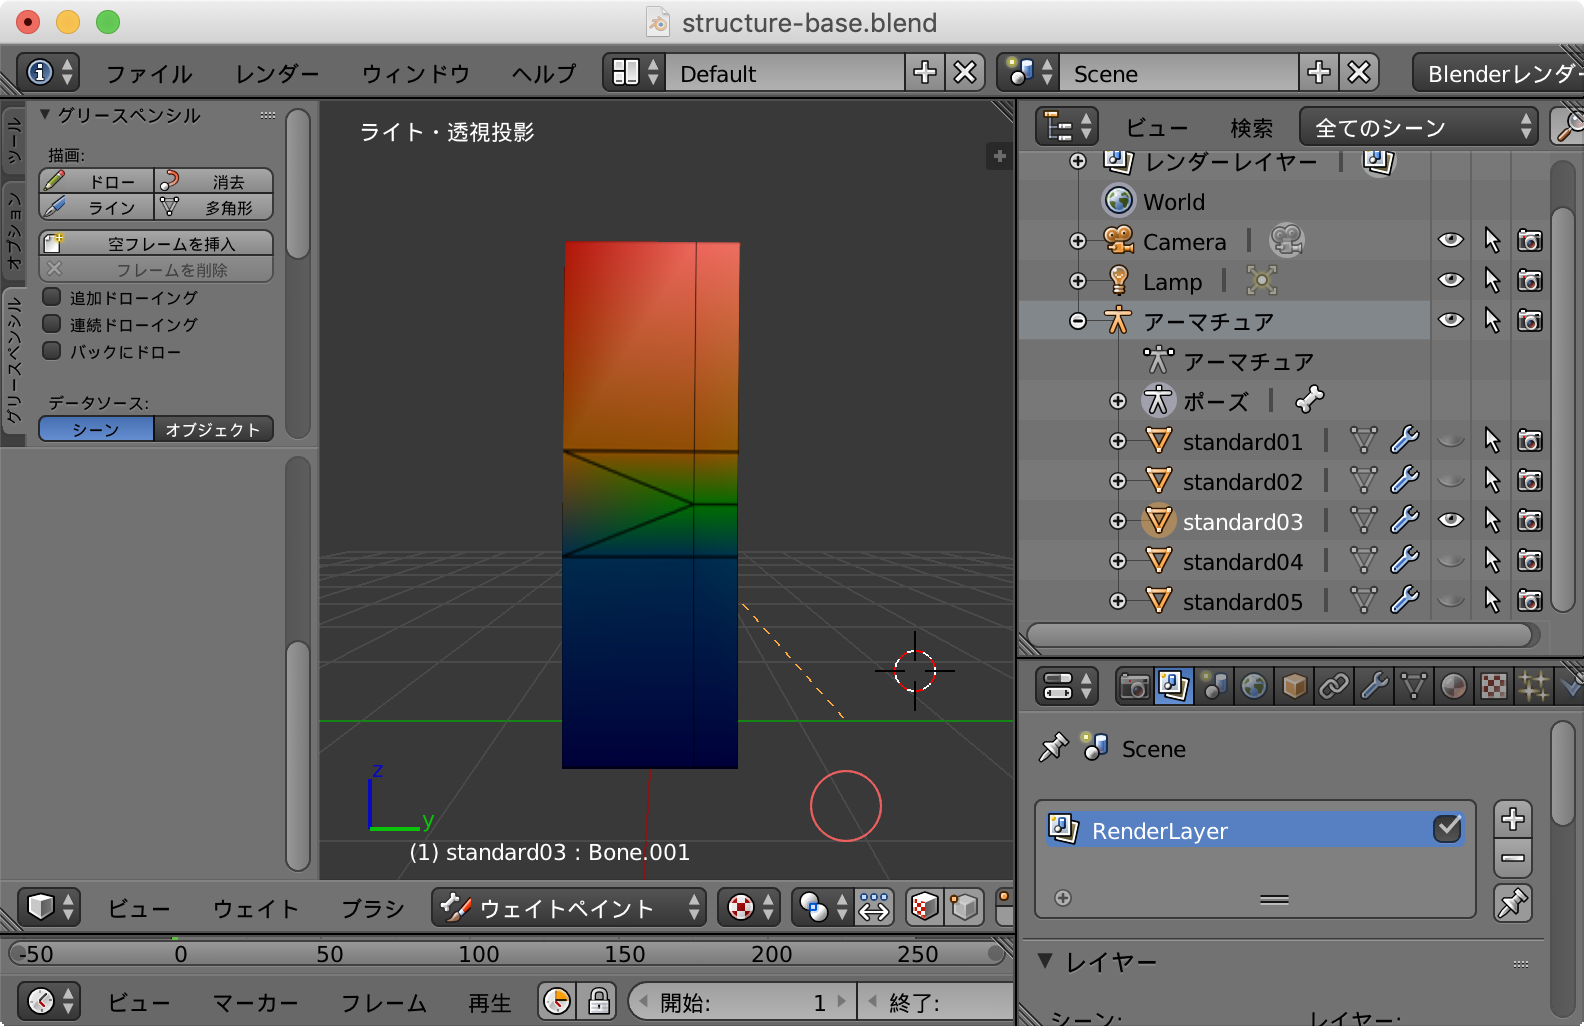 structure-base.blend
ファイル レンダー ウィンドウ ヘルプ Default Scene Blenderレンダー
ツール
オプション
グリースペンシル
グリースペンシル
描画:
ドロー 消去
ライン 多角形
空フレームを挿入
フレームを削除
追加ドローイング
連続ドローイング
バックにドロー
データソース:
シーン オブジェクト
ライト・透視投影
z
y
(1) standard03 : Bone.001
ビュー ウェイト ブラシ ウェイトペイント
-50 0 50 100 150 200 250
ビュー マーカー フレーム 再生 開始: 1 終了:
ビュー 検索 全てのシーン
レンダーレイヤー
World
Camera
Lamp
アーマチュア
アーマチュア
ポーズ
standard01
standard02
standard03
standard04
standard05
Scene
RenderLayer
レイヤー
シーン: レイヤー: